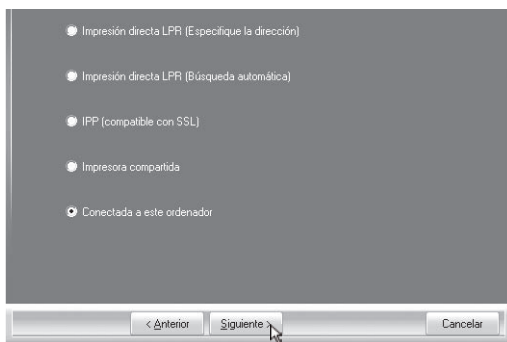 Impresión directa LPR (Especifique la dirección)
Impresión directa LPR (Búsqueda automática)
IPP (compatible con SSL)
Impresora compartida
Conectada a este ordenador
< Anterior Siguiente > Cancelar